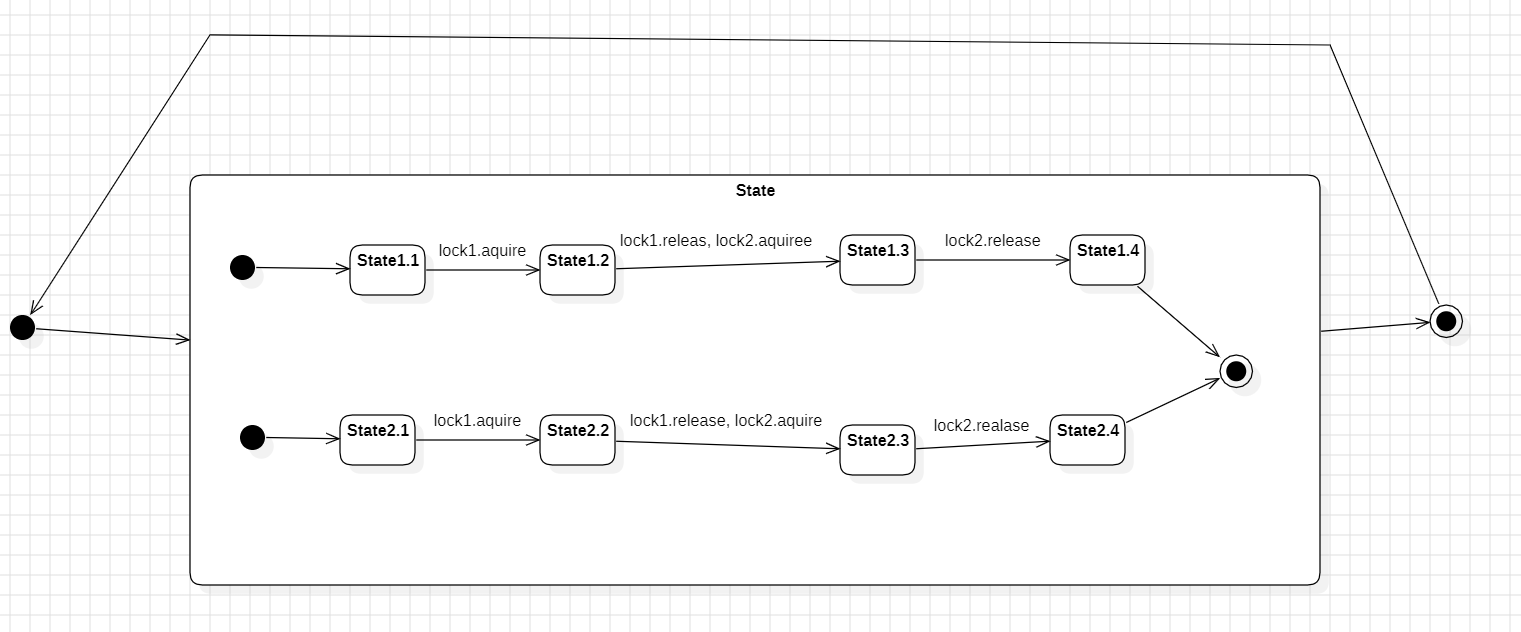 State
State1.1
lock1.aquire
State1.2
lock1.releas, lock2.aquiree
State1.3
lock2.release
State1.4
State2.1
lock1.aquire
State2.2
lock1.release, lock2.aquire
State2.3
lock2.realase
State2.4